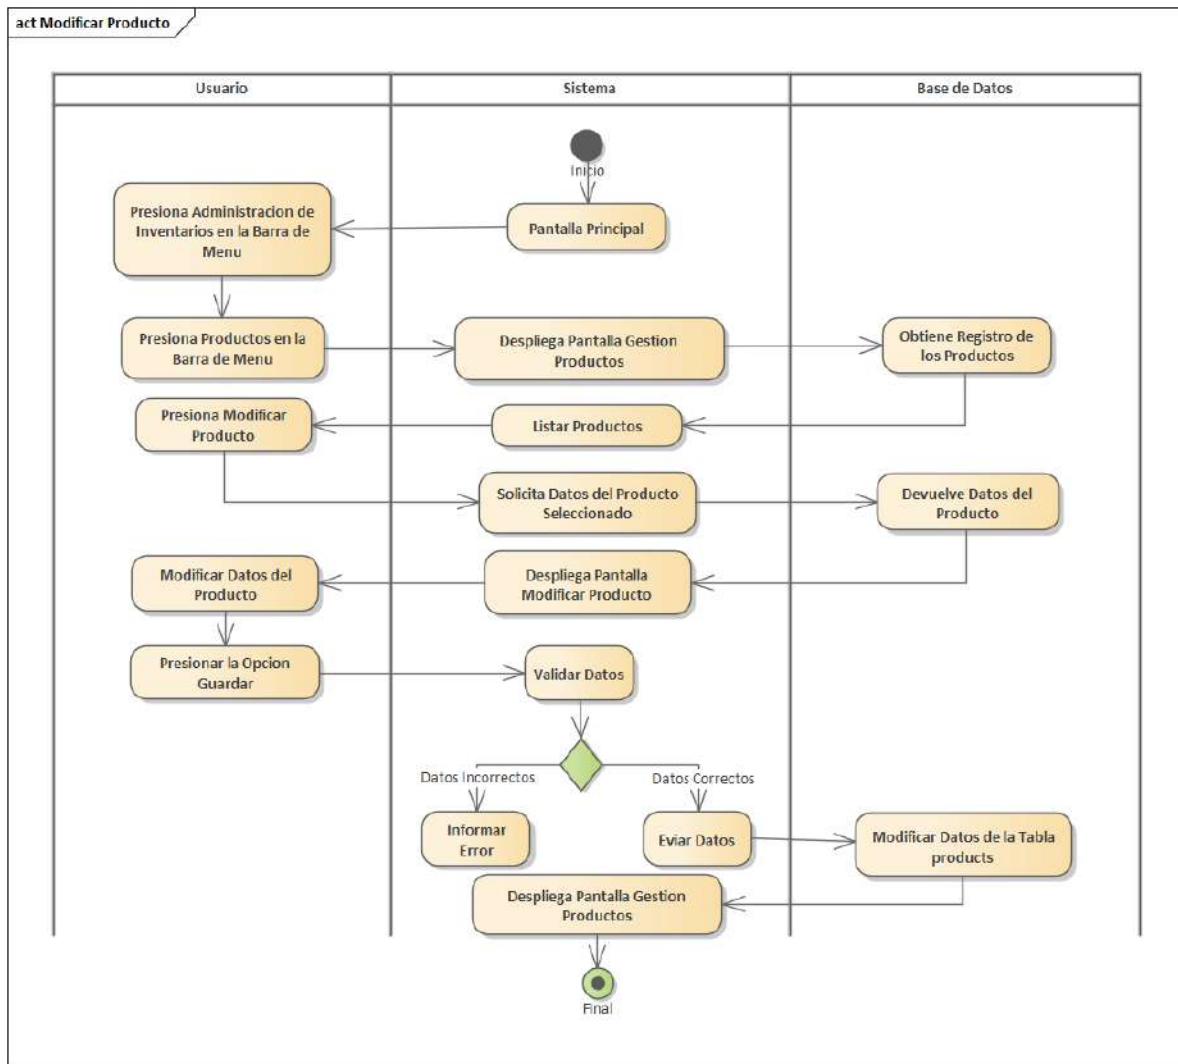 act Modificar Producto
Usuario
Sistema
Base de Datos
Inicio
Presiona Administracion de
Inventarios en la Barra de
Menu
Pantalla Principal
Presiona Productos en la
Barra de Menu
Despliega Pantalla Gestion
Productos
Obtiene Registro de
los Productos
Presiona Modificar
Producto
Listar Productos
Solicita Datos del Producto
Seleccionado
Devuelve Datos del
Producto
Modificar Datos del
Producto
Despliega Pantalla
Modificar Producto
Presionar la Opcion
Guardar
Validar Datos
Datos Incorrectos
Datos Correctos
Informar
Error
Eviar Datos
Modificar Datos de la Tabla
products
Despliega Pantalla Gestion
Productos
Final